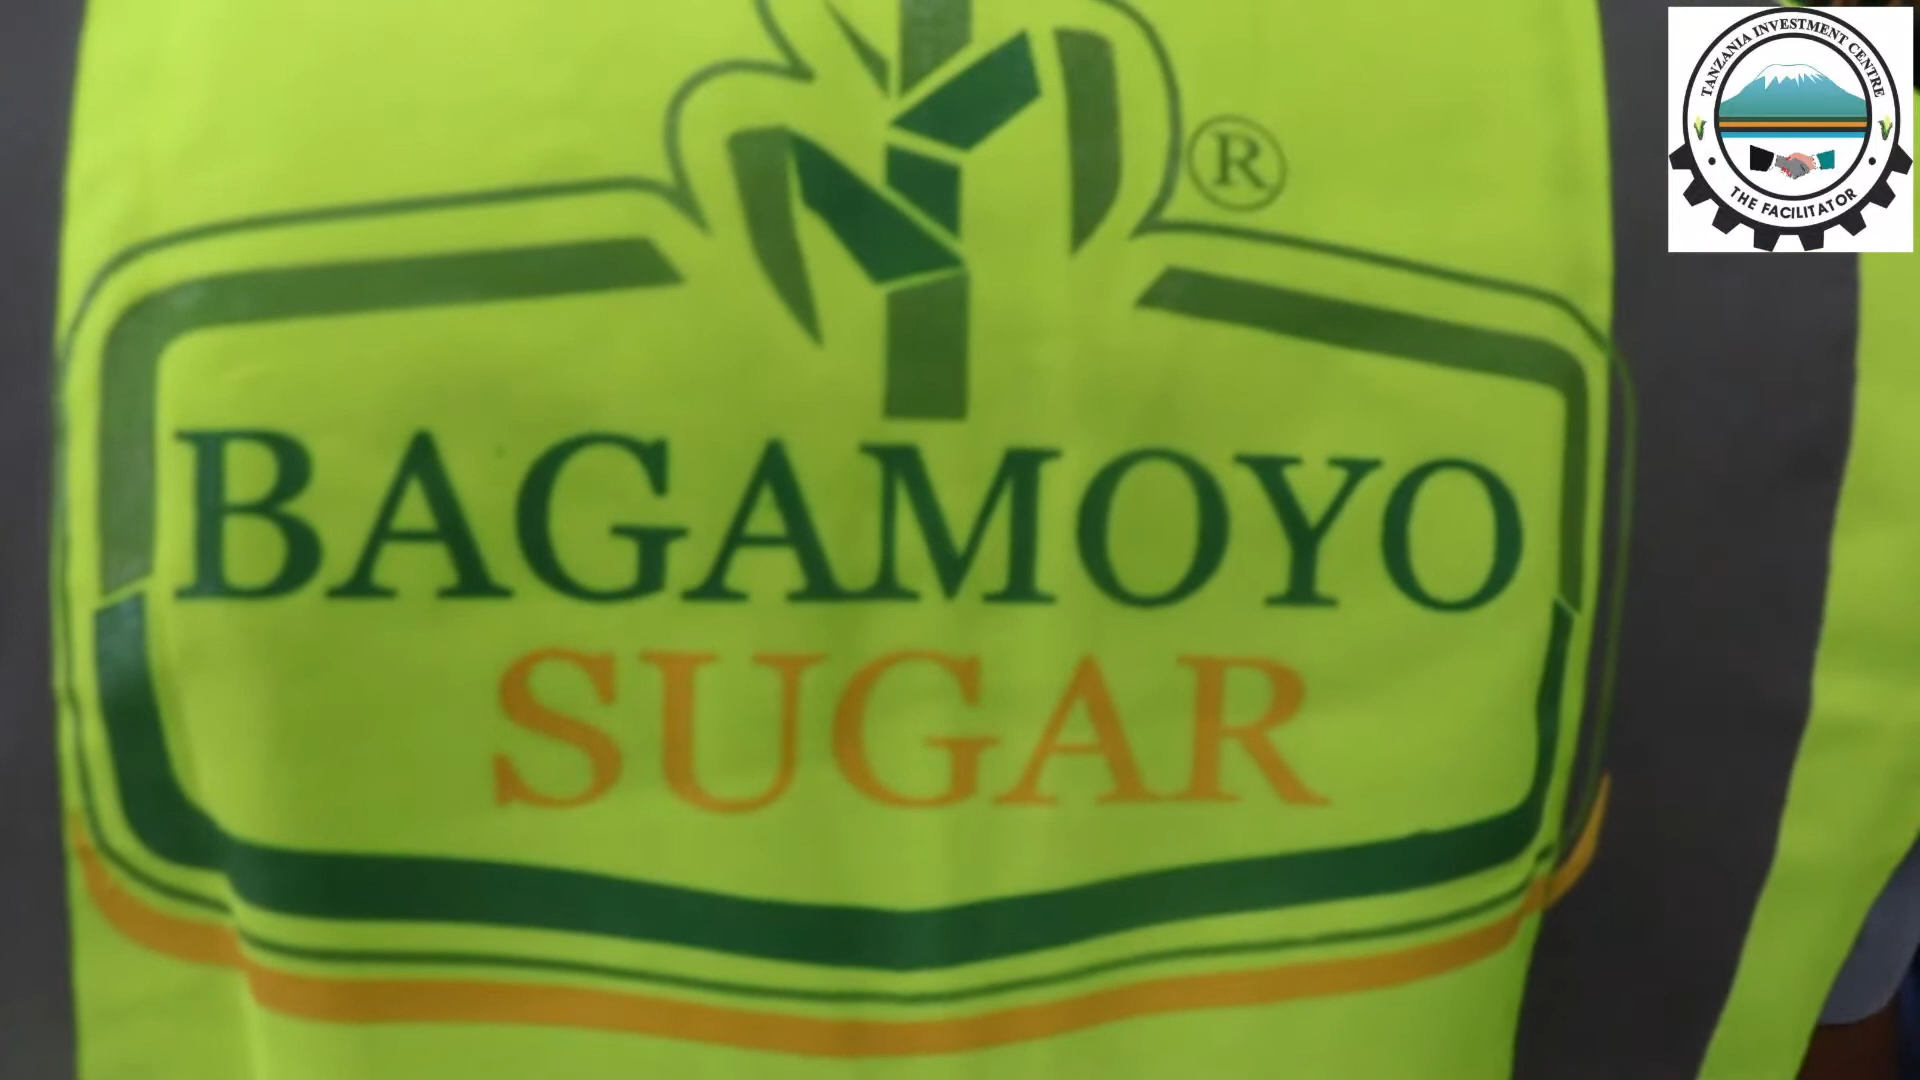 ®
BAGAMOYO
SUGAR
TANZANIA INVESTMENT CENTRE
THE FACILITATOR